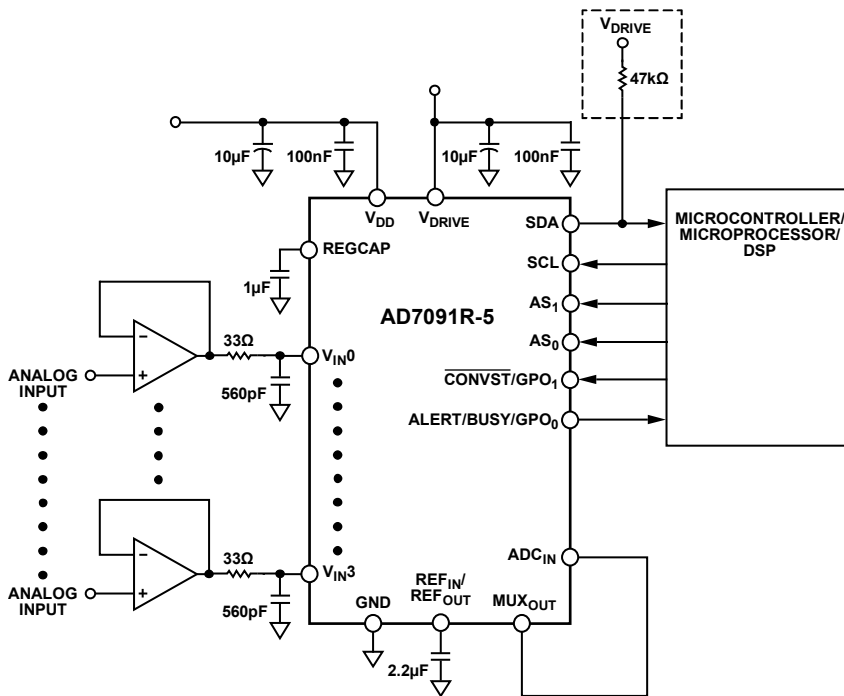 VDRIVE
47kΩ
10µF
100nF
10µF
100nF
VDD
VDRIVE
REGCAP
1µF
AD7091R-5
SDA
SCL
AS1
AS0
CONVST/GPO1
ALERT/BUSY/GPO0
MICROCONTROLLER/
MICROPROCESSOR/
DSP
33Ω
VIN0
560pF
ANALOG
INPUT
33Ω
VIN3
560pF
ANALOG
INPUT
ADCIN
GND
REFIN/
REFOUT
MUXOUT
2.2µF